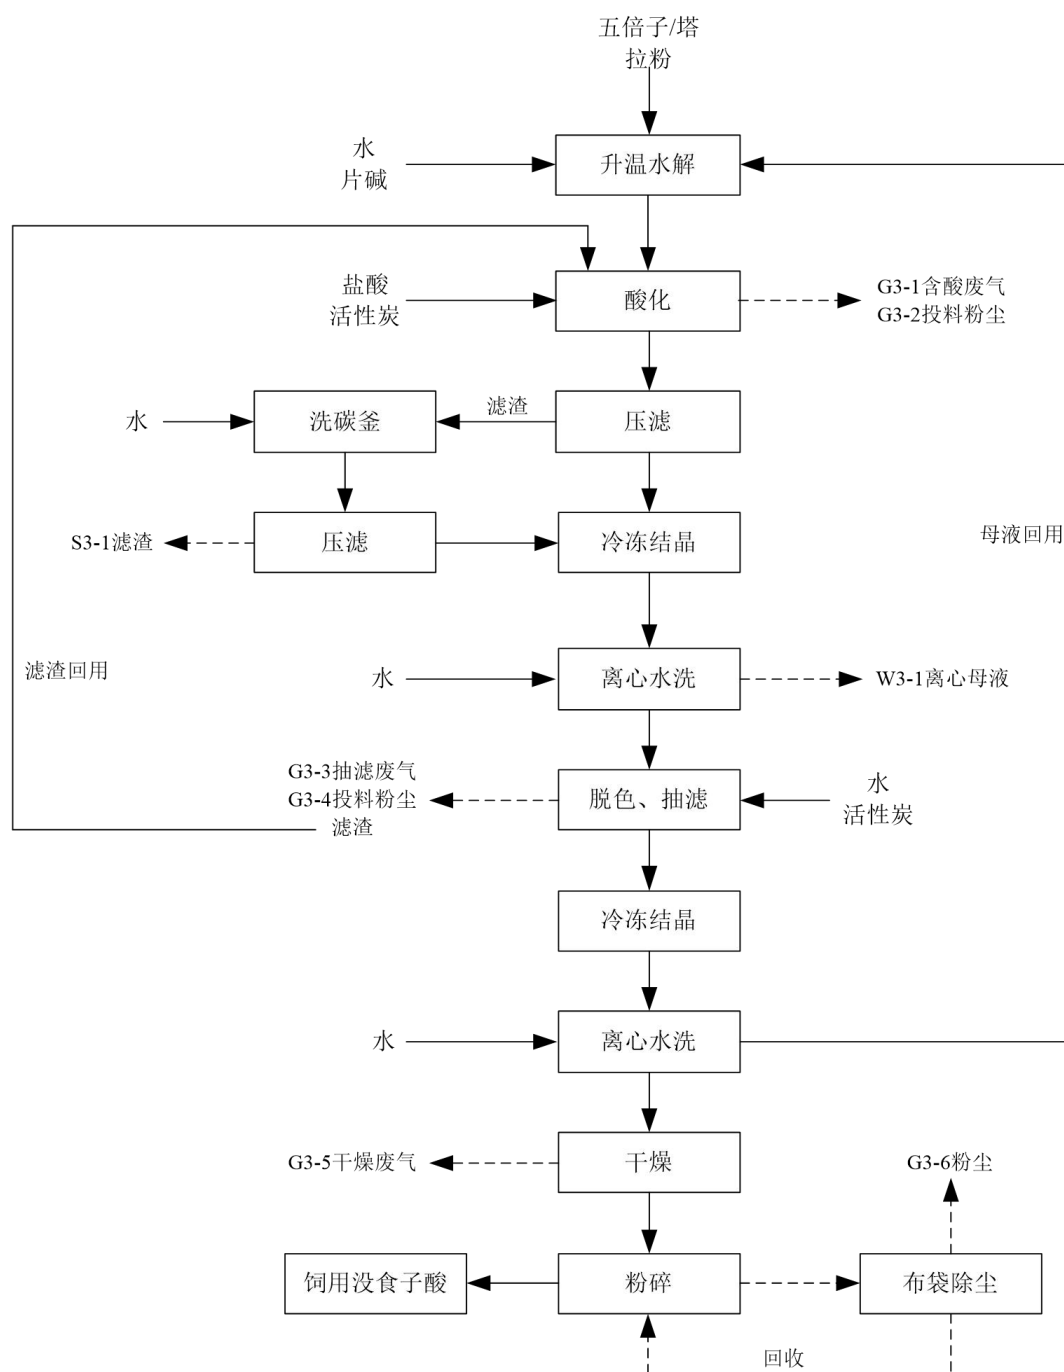 五倍子/塔
拉粉
水
片碱
升温水解
盐酸
活性炭
酸化
G3-1含酸废气
G3-2投料粉尘
水
洗碳釜
滤渣
压滤
S3-1滤渣
压滤
冷冻结晶
母液回用
滤渣回用
水
离心水洗
W3-1离心母液
G3-3抽滤废气
G3-4投料粉尘
滤渣
脱色、抽滤
水
活性炭
冷冻结晶
水
离心水洗
G3-5干燥废气
干燥
G3-6粉尘
饲用没食子酸
粉碎
布袋除尘
回收